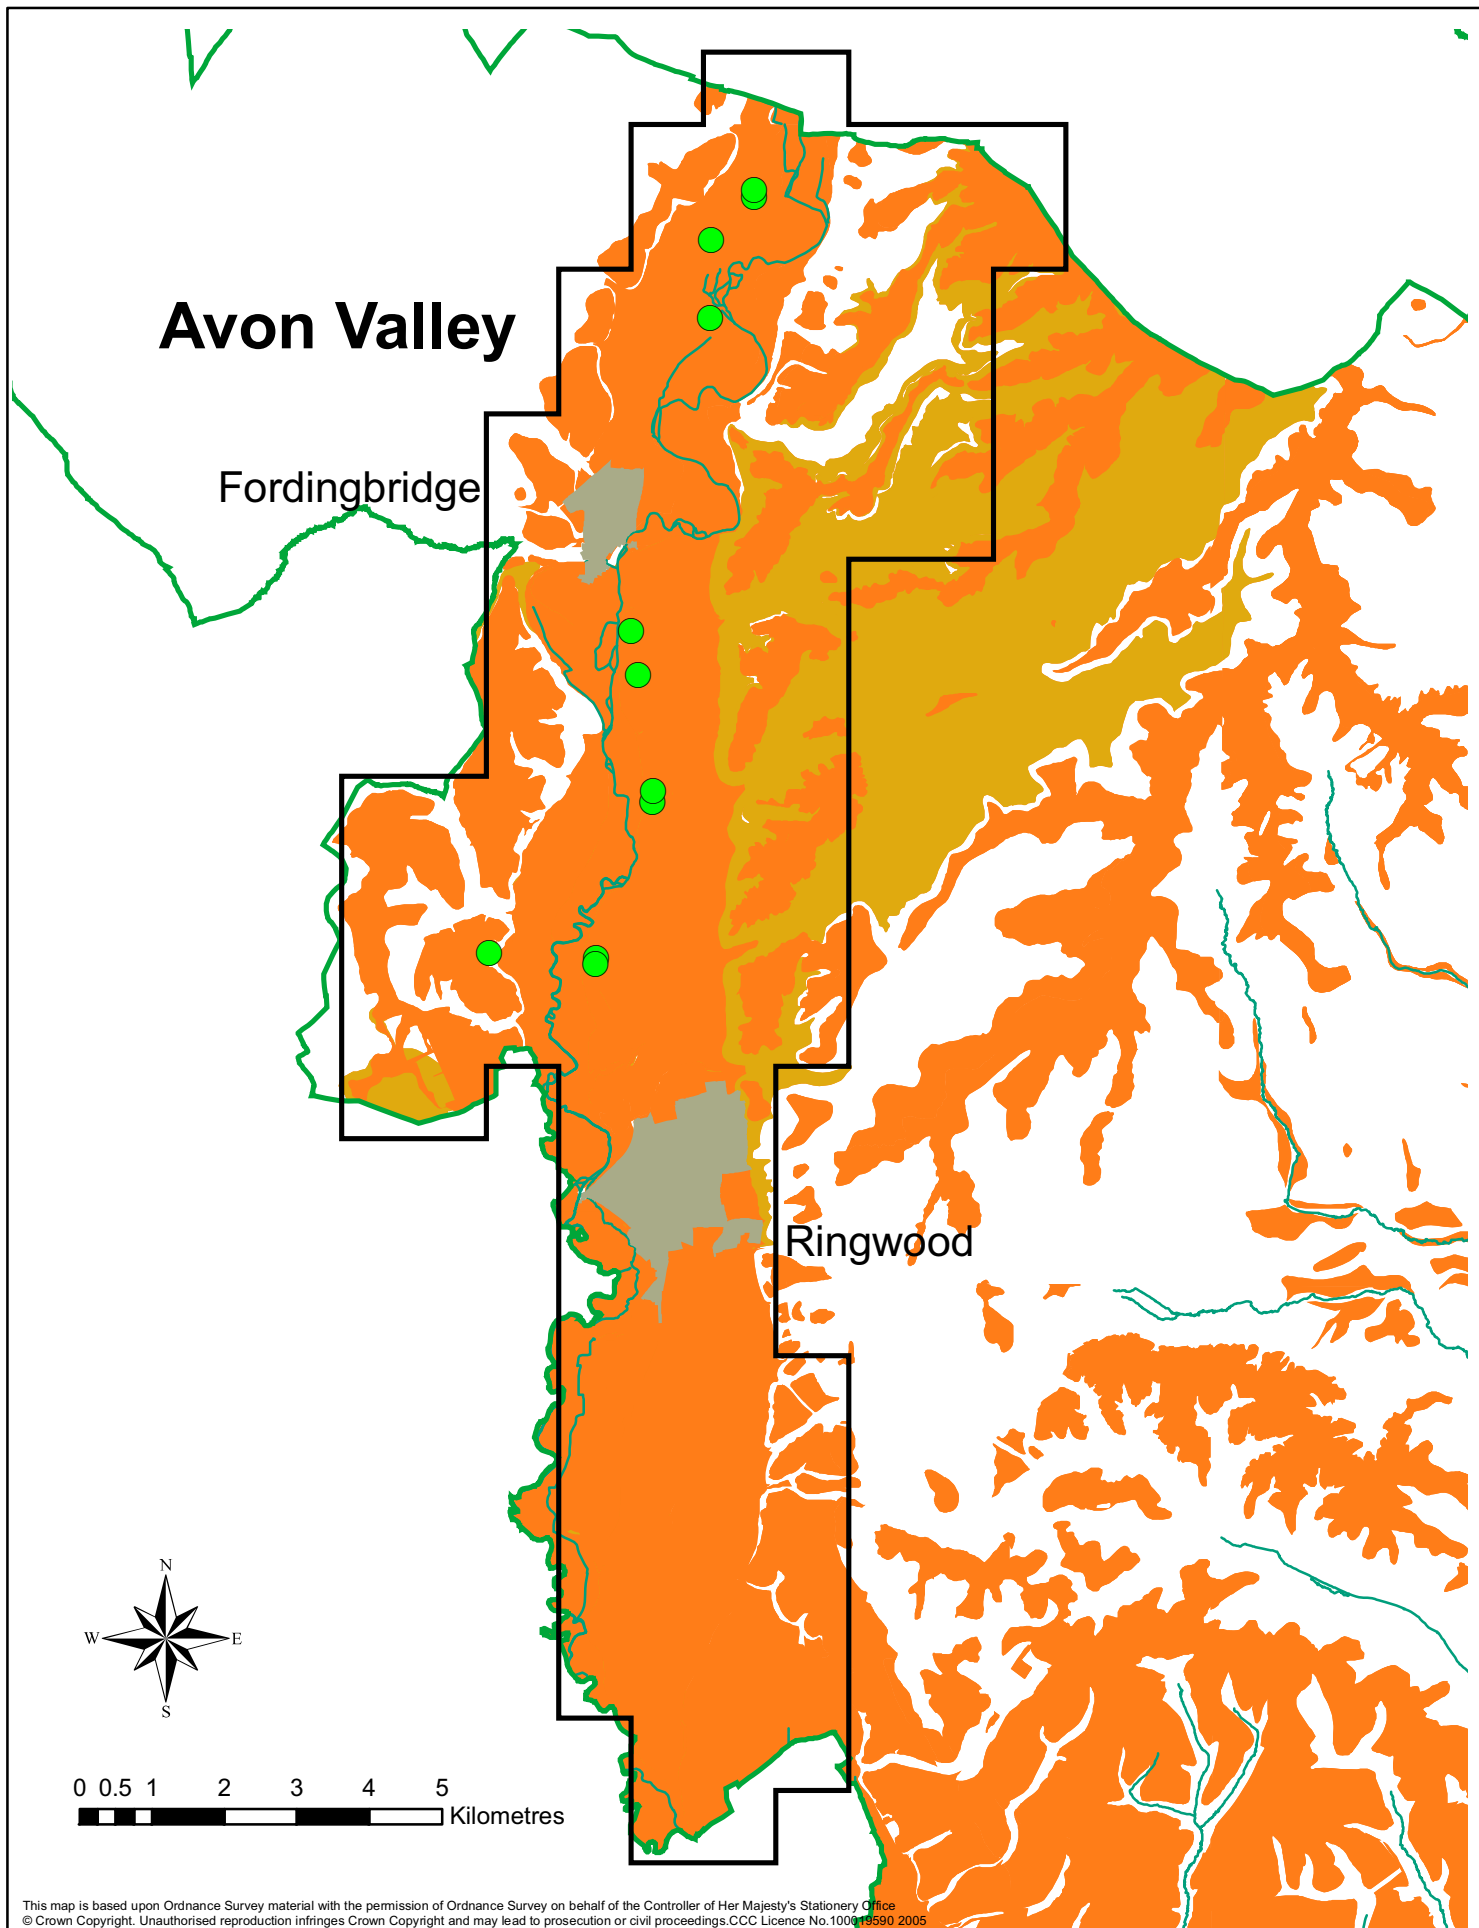 Avon Valley
Fordingbridge
Ringwood
N
W E
S
0 0.5 1 2 3 4 5
Kilometres
This map is based upon Ordnance Survey material with the permission of Ordnance Survey on behalf of the Controller of Her Majesty's Stationery Office
© Crown Copyright. Unauthorised reproduction infringes Crown Copyright and may lead to prosecution or civil proceedings.CCC Licence No.100019590 2005